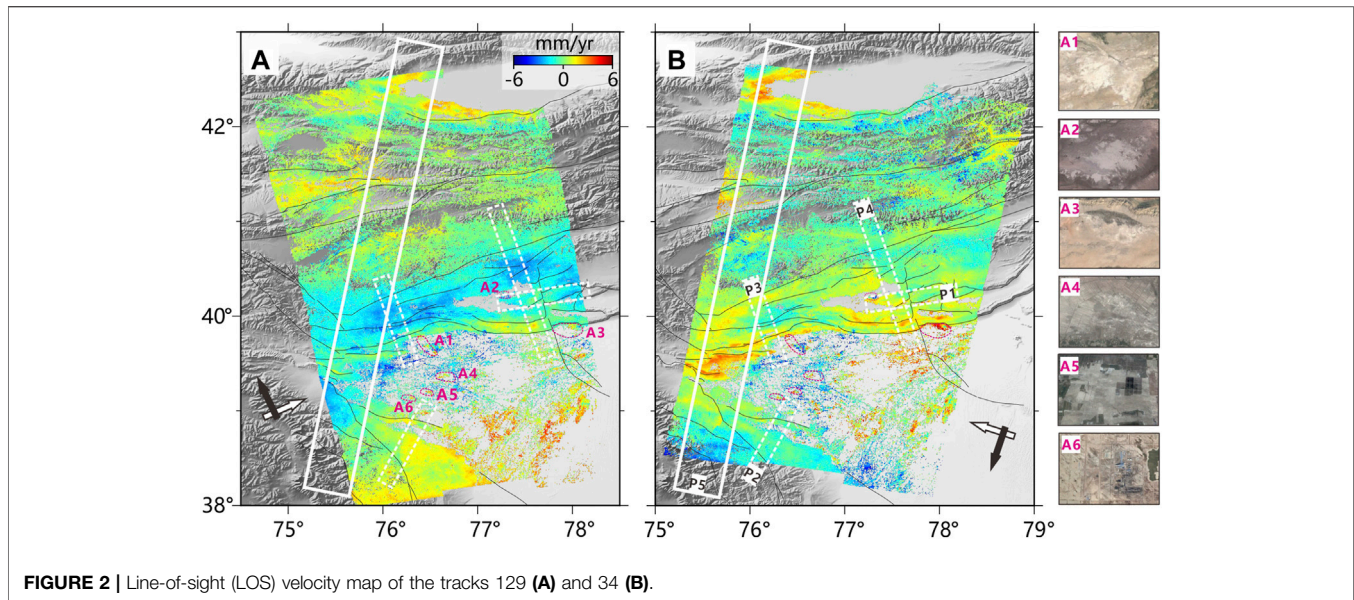 A
mm/yr
-6 0 6
42°
40°
38°
A2
A3
A1
A4
A5
A6
75° 76° 77° 78°
B
P4
P3
P1
P2
P5
75° 76° 77° 78° 79°
A1
A2
A3
A4
A5
A6
FIGURE 2 | Line-of-sight (LOS) velocity map of the tracks 129 (A) and 34 (B).